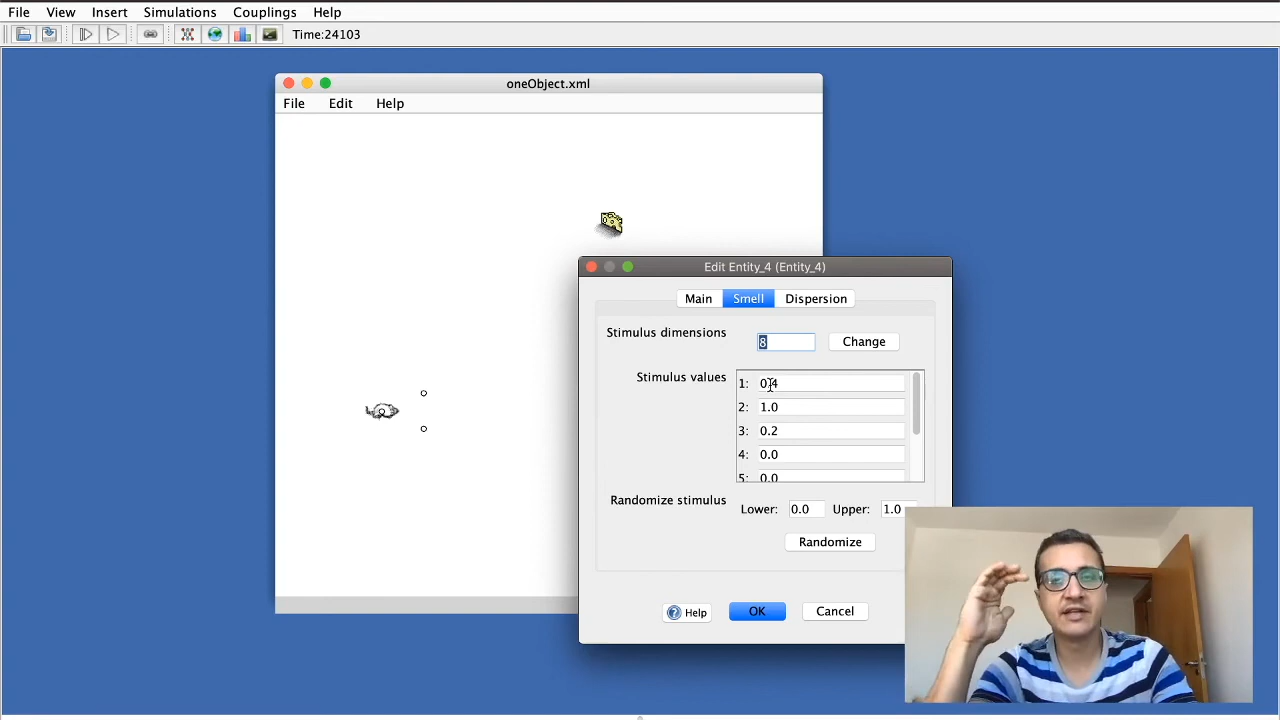 File View Insert Simulations Couplings Help
Time:24103
oneObject.xml
File Edit Help
Edit Entity_4 (Entity_4)
Main Smell Dispersion
Stimulus dimensions 8 Change
Stimulus values 1: 0.4
2: 1.0
3: 0.2
4: 0.0
5: 0.0
Randomize stimulus Lower: 0.0 Upper: 1.0
Randomize
? Help OK Cancel